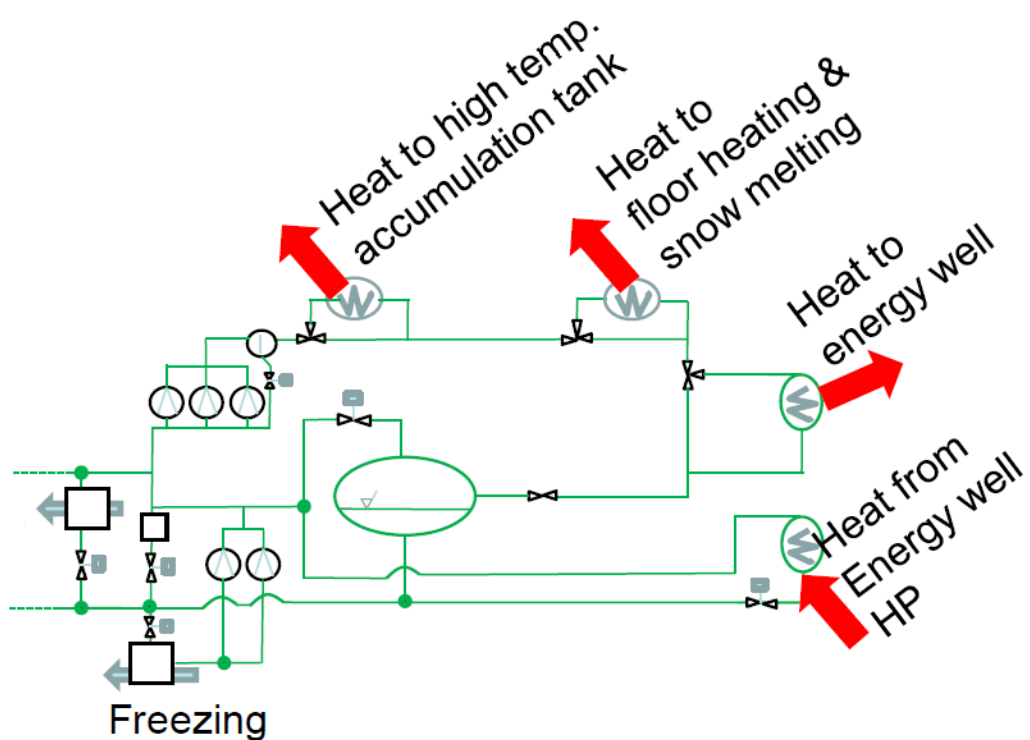 Heat to high temp.
accumulation tank
Heat to
floor heating &
snow melting
Heat to
energy well
Heat from
Energy well
HP
Freezing